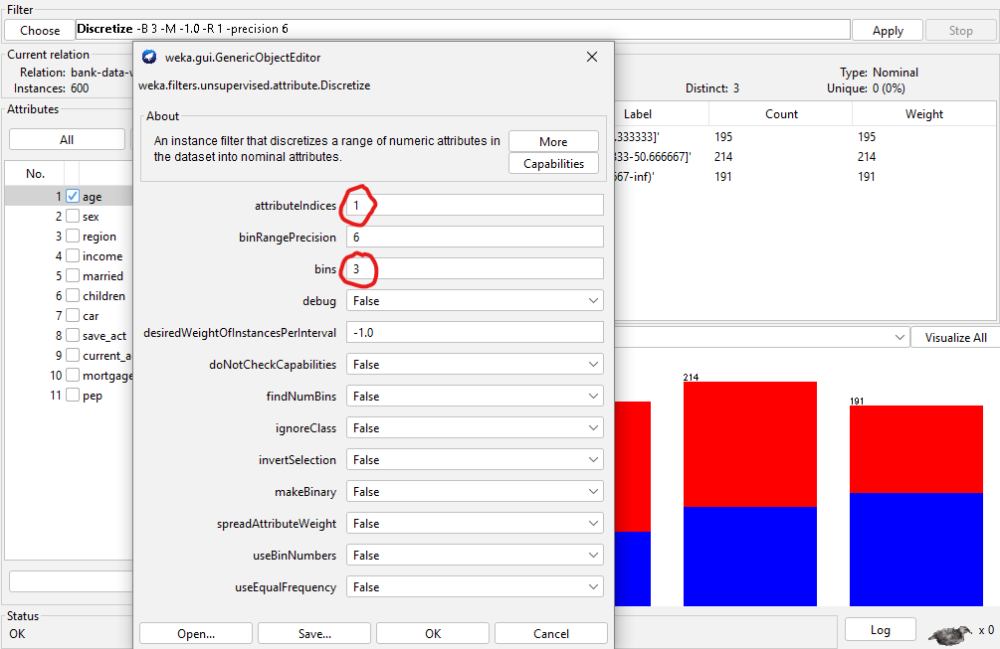 Filter
Choose Discretize -B 3 -M -1.0 -R 1 -precision 6 Apply Stop
Current relation
Relation: bank-data-
Instances: 600
Attributes
All
No.
1 age
2 sex
3 region
4 income
5 married
6 children
7 car
8 save_act
9 current_a
10 mortgage
11 pep
Status
OK
weka.gui.GenericObjectEditor
weka.filters.unsupervised.attribute.Discretize
About
An instance filter that discretizes a range of numeric attributes in
the dataset into nominal attributes.
More
Capabilities
attributeIndices 1
binRangePrecision 6
bins 3
debug False
desiredWeightOfInstancesPerInterval -1.0
doNotCheckCapabilities False
findNumBins False
ignoreClass False
invertSelection False
makeBinary False
spreadAttributeWeight False
useBinNumbers False
useEqualFrequency False
Open... Save... OK Cancel
Type: Nominal
Distinct: 3 Unique: 0 (0%)
Label Count Weight
.333333]' 195 195
333-50.666667]' 214 214
667-inf)' 191 191
Visualize All
214
191
Log x 0